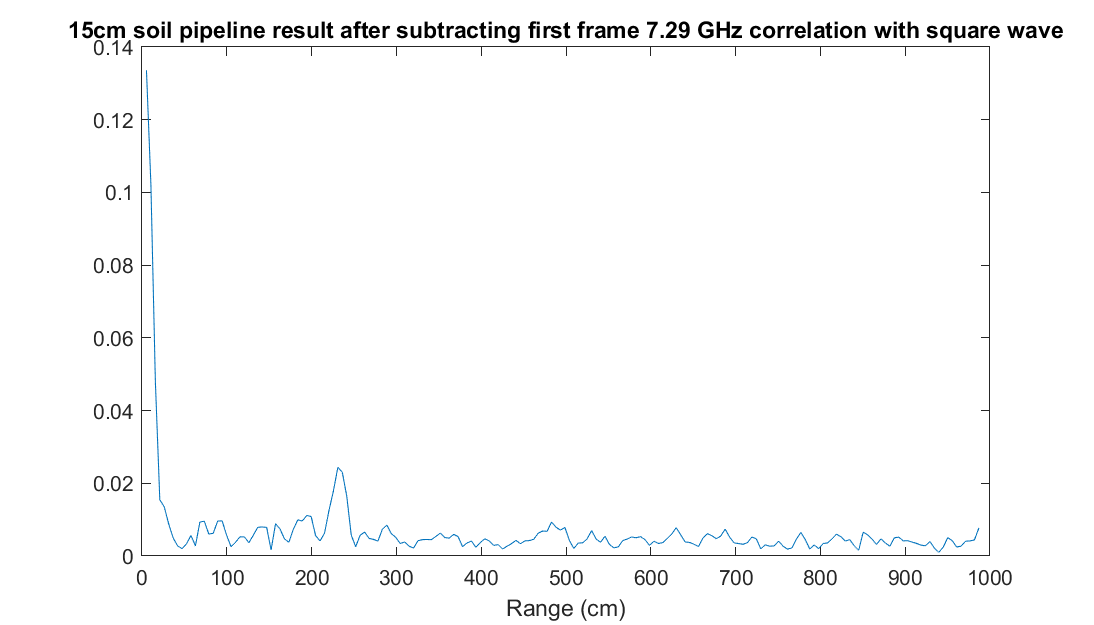 15cm soil pipeline result after subtracting first frame 7.29 GHz correlation with square wave
0.14
0.12
0.1
0.08
0.06
0.04
0.02
0
0 100 200 300 400 500 600 700 800 900 1000
Range (cm)